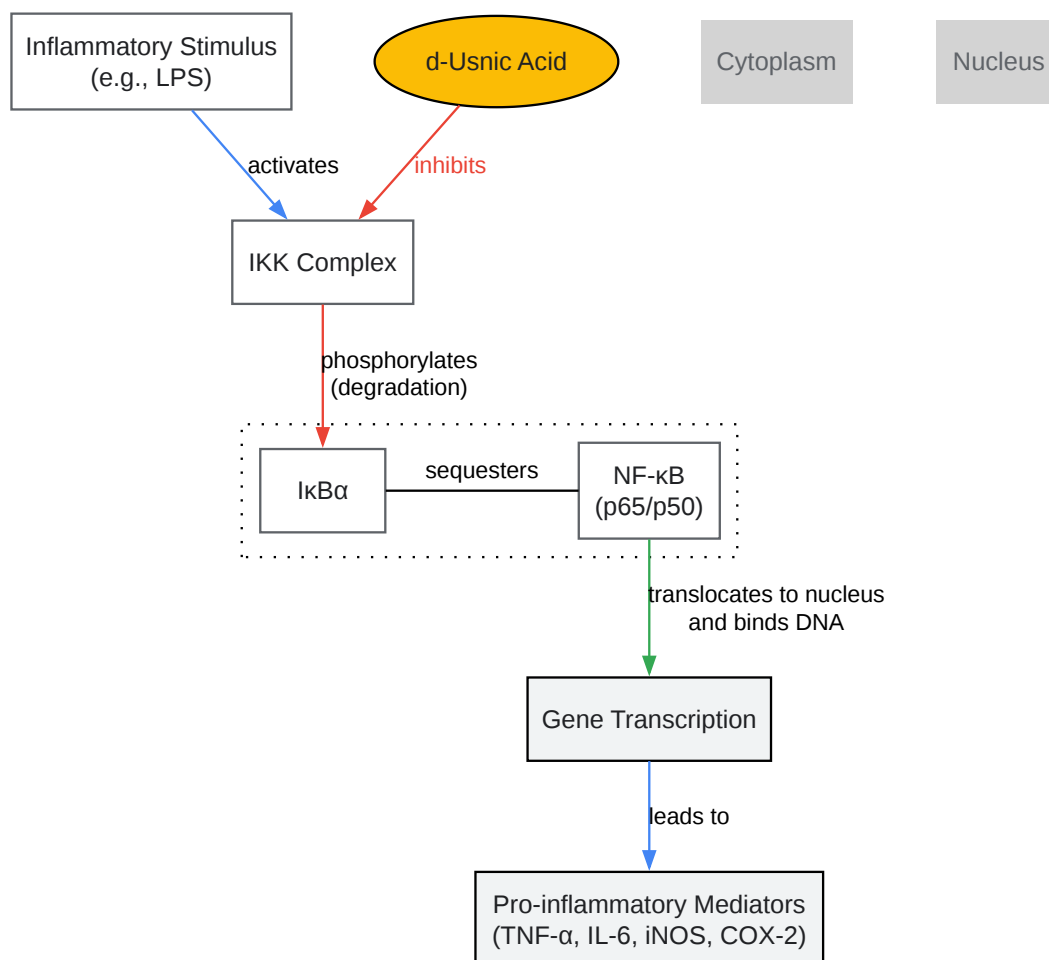 Inflammatory Stimulus
(e.g., LPS)
d-Usnic Acid
Cytoplasm
Nucleus
activates
inhibits
IKK Complex
phosphorylates
(degradation)
IκBα
sequesters
NF-κB
(p65/p50)
translocates to nucleus
and binds DNA
Gene Transcription
leads to
Pro-inflammatory Mediators
(TNF-α, IL-6, iNOS, COX-2)